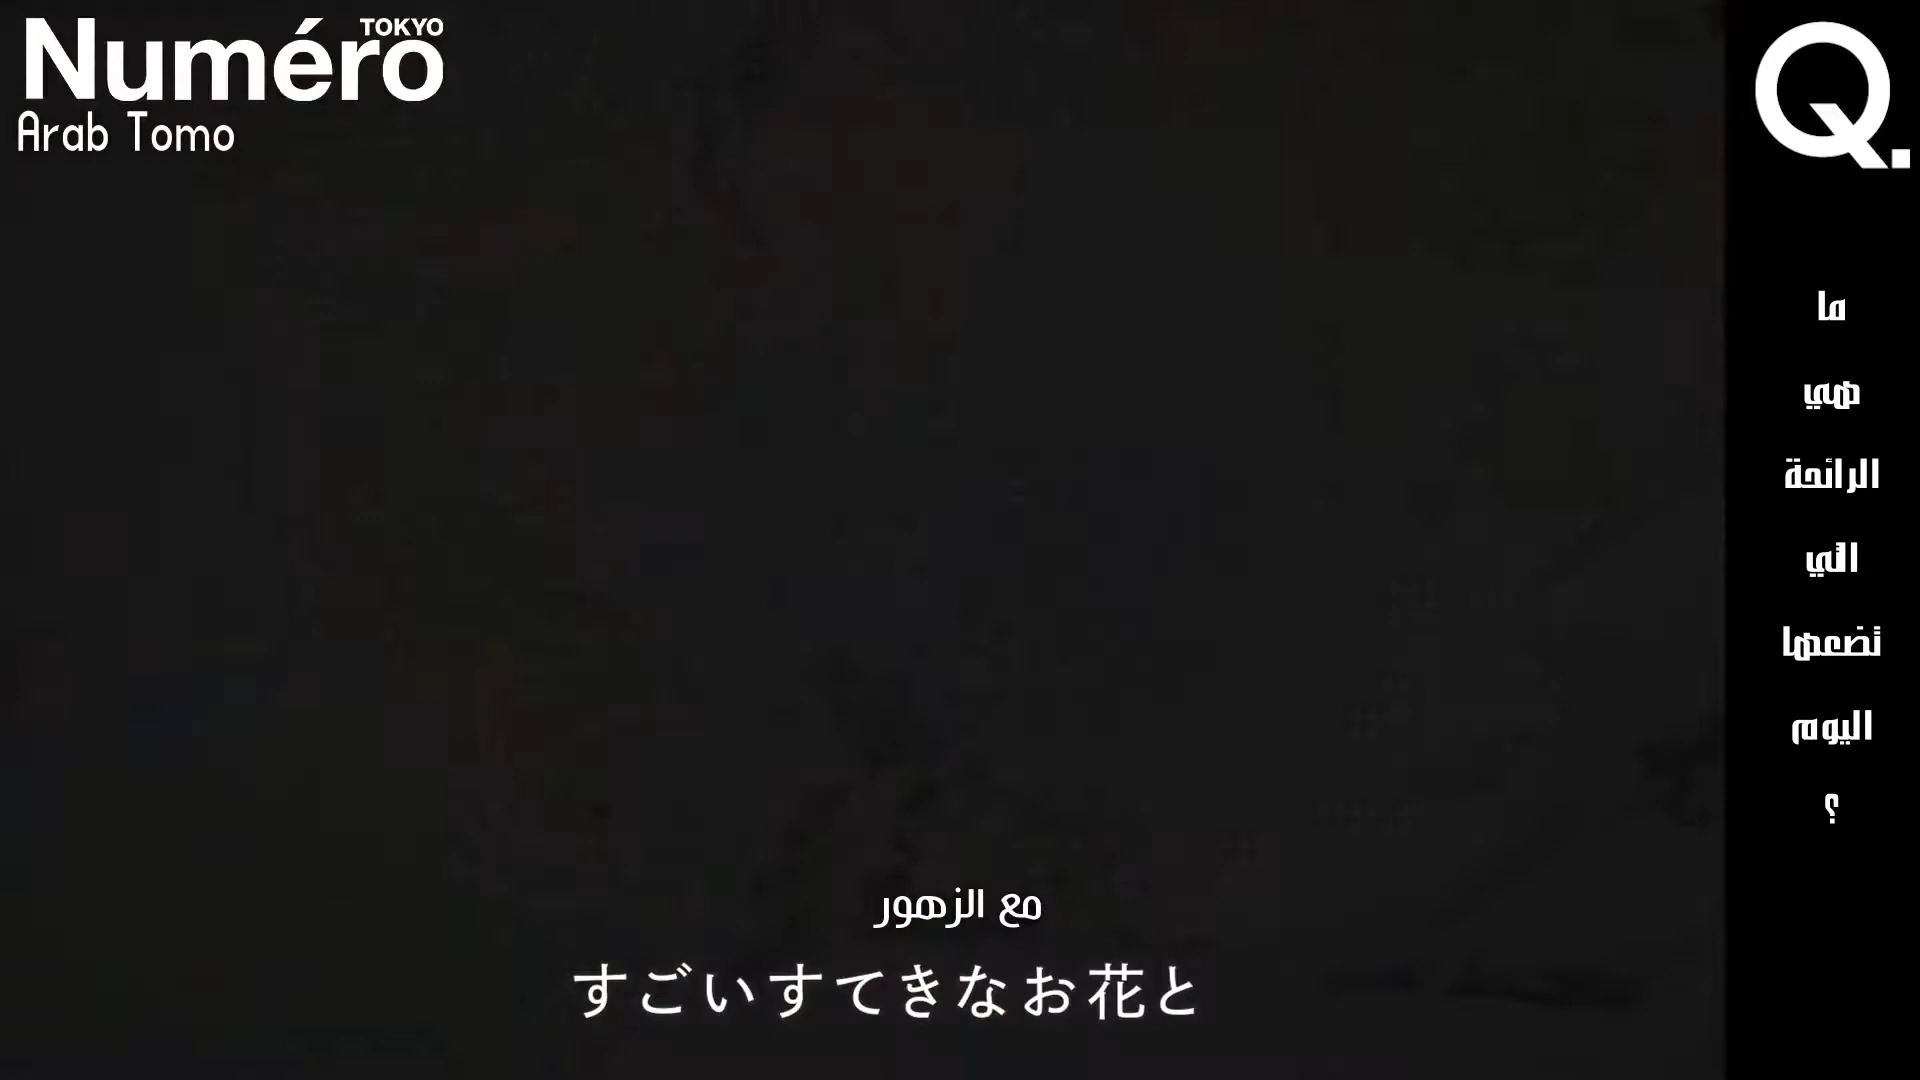 Numéro TOKYO
Arab Tomo
Q.
ما
هي
الرائحة
التي
تضعها
اليوم
؟
مع الزهور
すごいすてきなお花と